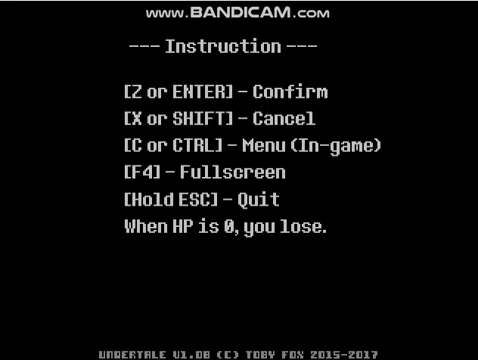 www.BANDICAM.com
--- Instruction ---
[Z or ENTER] - Confirm
[X or SHIFT] - Cancel
[C or CTRL] - Menu (In-game)
[F4] - Fullscreen
[Hold ESC] - Quit
When HP is 0, you lose.
UNDERTALE V1.08 (C) TOBY FOX 2015-2017